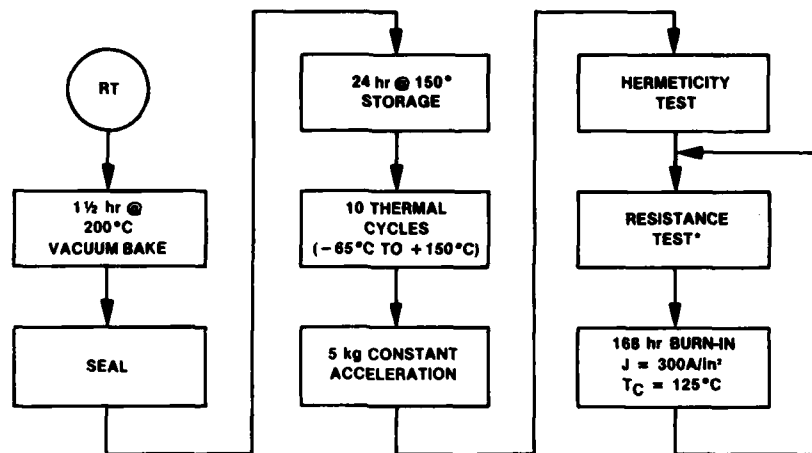 RT
1½ hr @
200°C
VACUUM BAKE
SEAL
24 hr @ 150°
STORAGE
10 THERMAL
CYCLES
(−65°C TO +150°C)
5 kg CONSTANT
ACCELERATION
HERMETICITY
TEST
RESISTANCE
TEST*
168 hr BURN-IN
J = 300A/in²
TC = 125°C